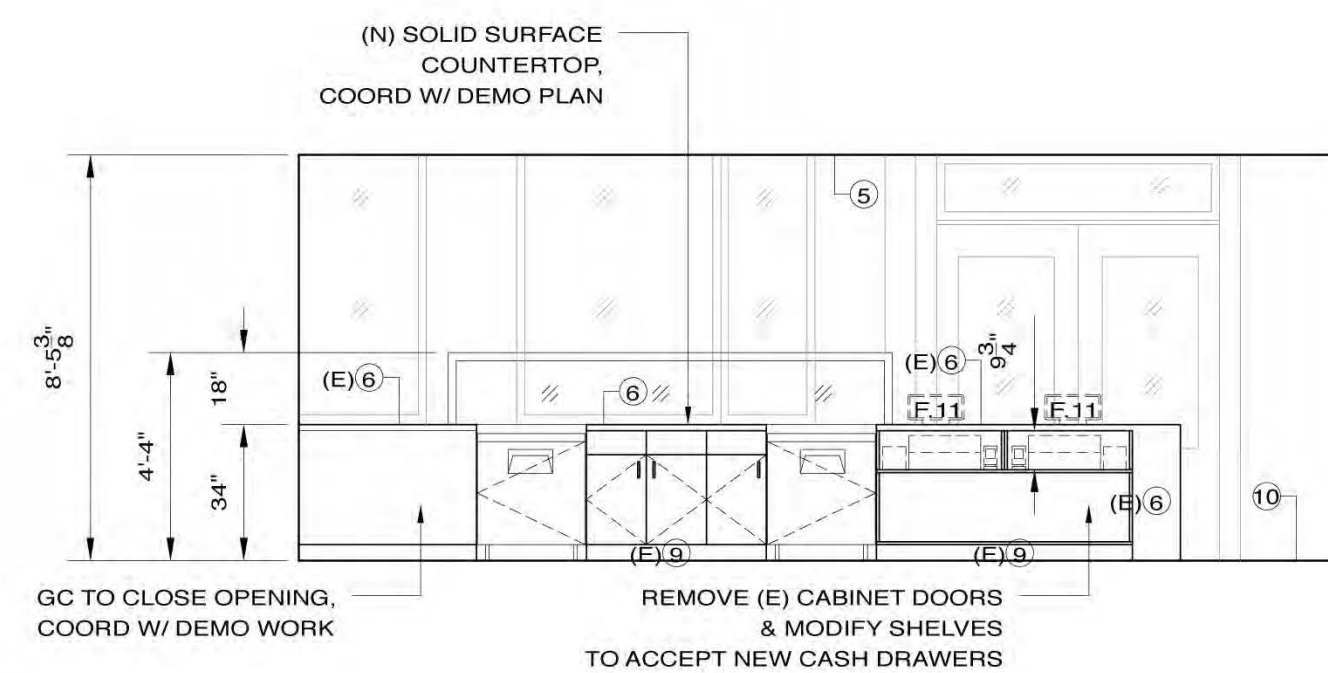 (N) SOLID SURFACE
COUNTERTOP,
COORD W/ DEMO PLAN
5
8'-5 3/8"
18"
4'-4"
34"
(E) 6
6
(E) 6
9 3/4"
F.11
F.11
(E) 6
10
(E) 9
(E) 9
GC TO CLOSE OPENING,
COORD W/ DEMO WORK
REMOVE (E) CABINET DOORS
& MODIFY SHELVES
TO ACCEPT NEW CASH DRAWERS